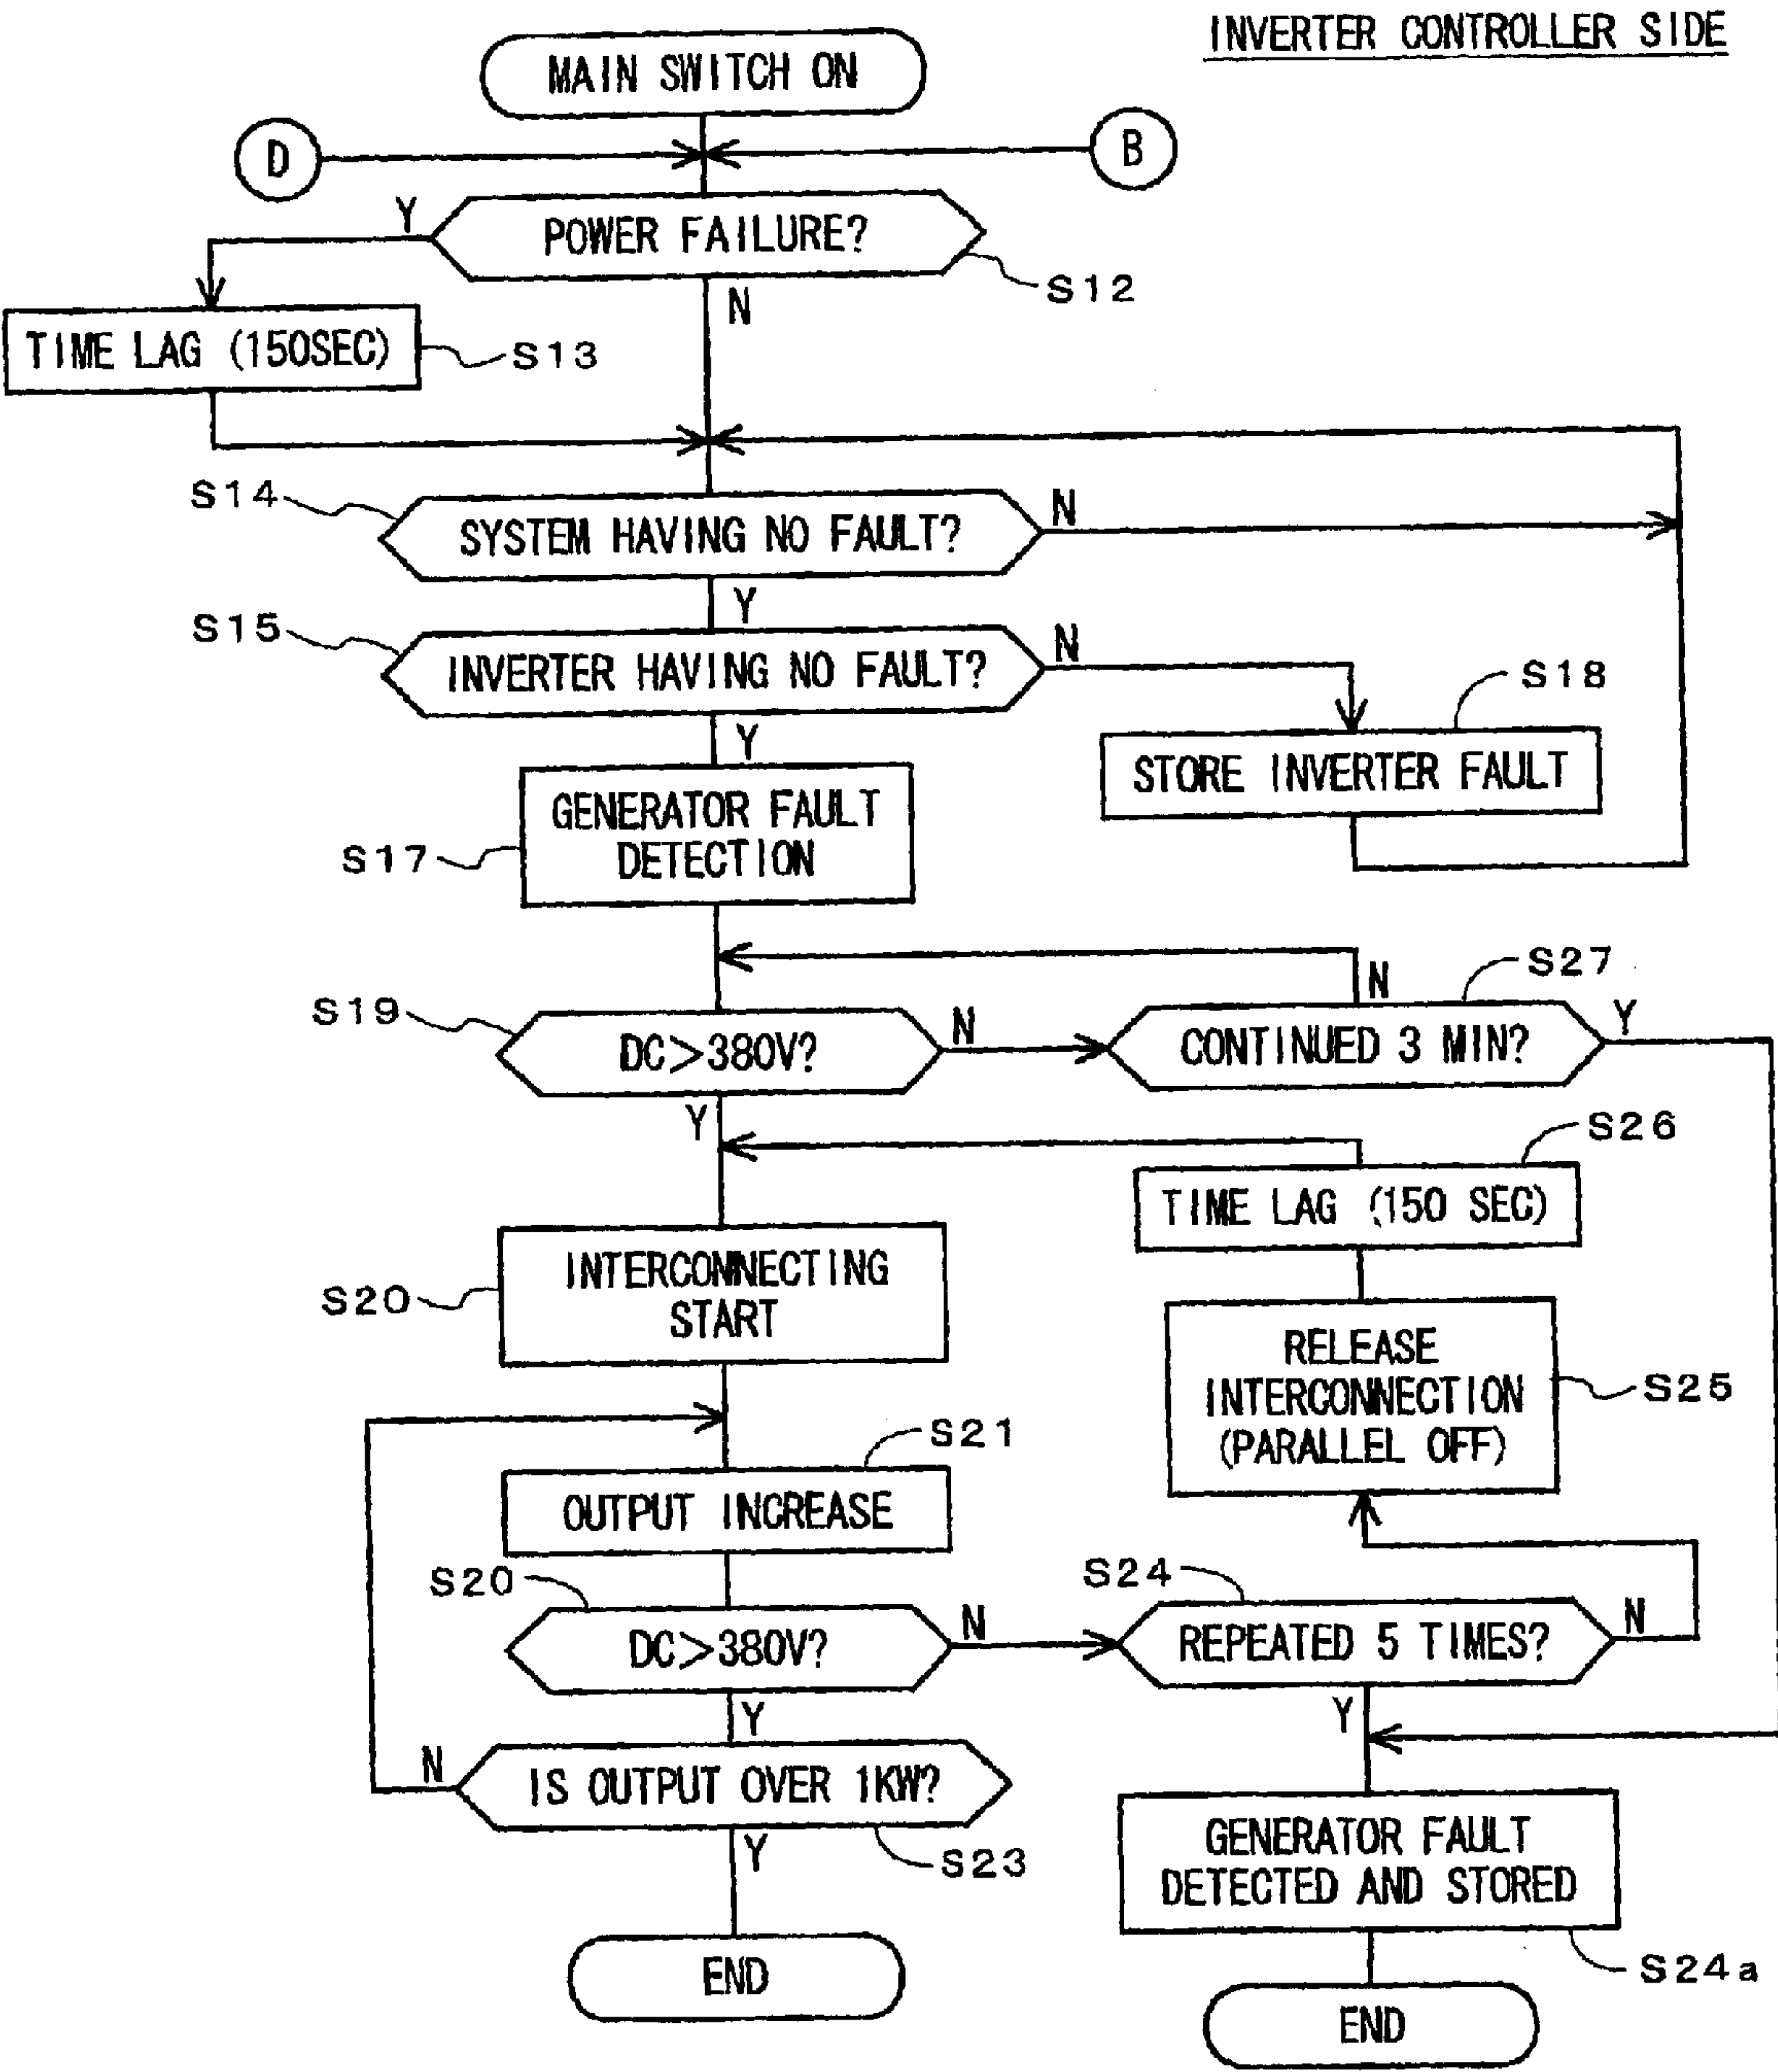 INVERTER CONTROLLER SIDE
MAIN SWITCH ON
D
B
Y
POWER FAILURE?
S12
N
TIME LAG (150SEC)
S13
S14
SYSTEM HAVING NO FAULT?
N
Y
S15
INVERTER HAVING NO FAULT?
N
Y
S18
STORE INVERTER FAULT
GENERATOR FAULT
DETECTION
S17
S27
N
S19
DC>380V?
N
CONTINUED 3 MIN?
Y
Y
S26
TIME LAG (150 SEC)
INTERCONNECTING
START
S20
RELEASE
INTERCONNECTION
(PARALLEL OFF)
S25
S21
OUTPUT INCREASE
S20
DC>380V?
N
S24
REPEATED 5 TIMES?
N
Y
Y
N
IS OUTPUT OVER 1KW?
Y
S23
GENERATOR FAULT
DETECTED AND STORED
S24a
END
END